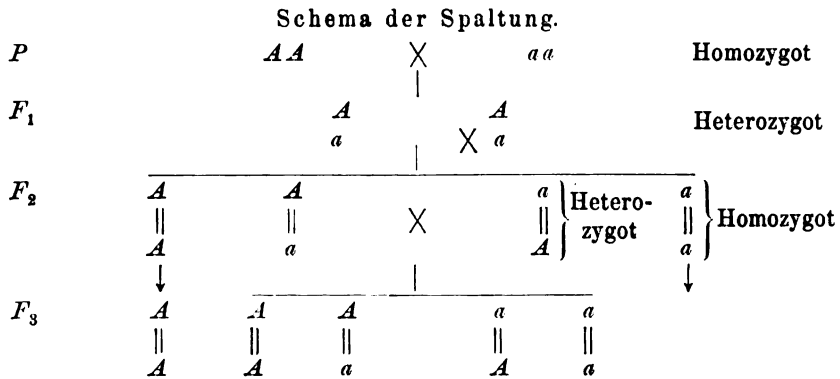 Schema der Spaltung.
P AA × aa Homozygot
F₁ A A Heterozygot
a × a
F₂ A A a a
|| || × || || Hetero-zygot Homozygot
A a A a
F₃ A A A a a
|| || || || ||
A A a A a